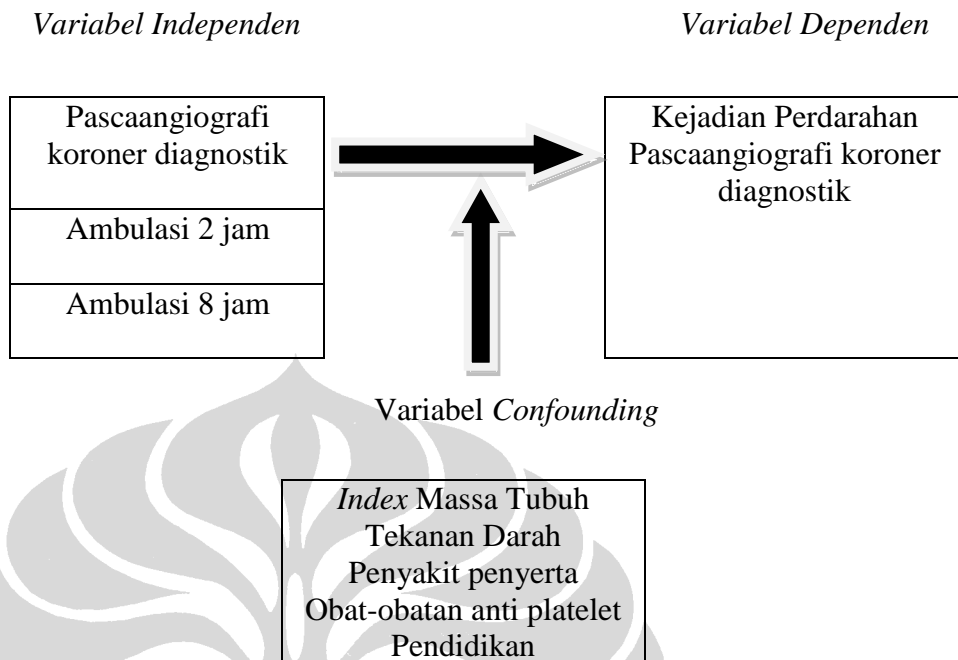 Variabel Independen
Variabel Dependen
Pascaangiografi
koroner diagnostik
Ambulasi 2 jam
Ambulasi 8 jam
Kejadian Perdarahan
Pascaangiografi koroner
diagnostik
Variabel Confounding
Index Massa Tubuh
Tekanan Darah
Penyakit penyerta
Obat-obatan anti platelet
Pendidikan